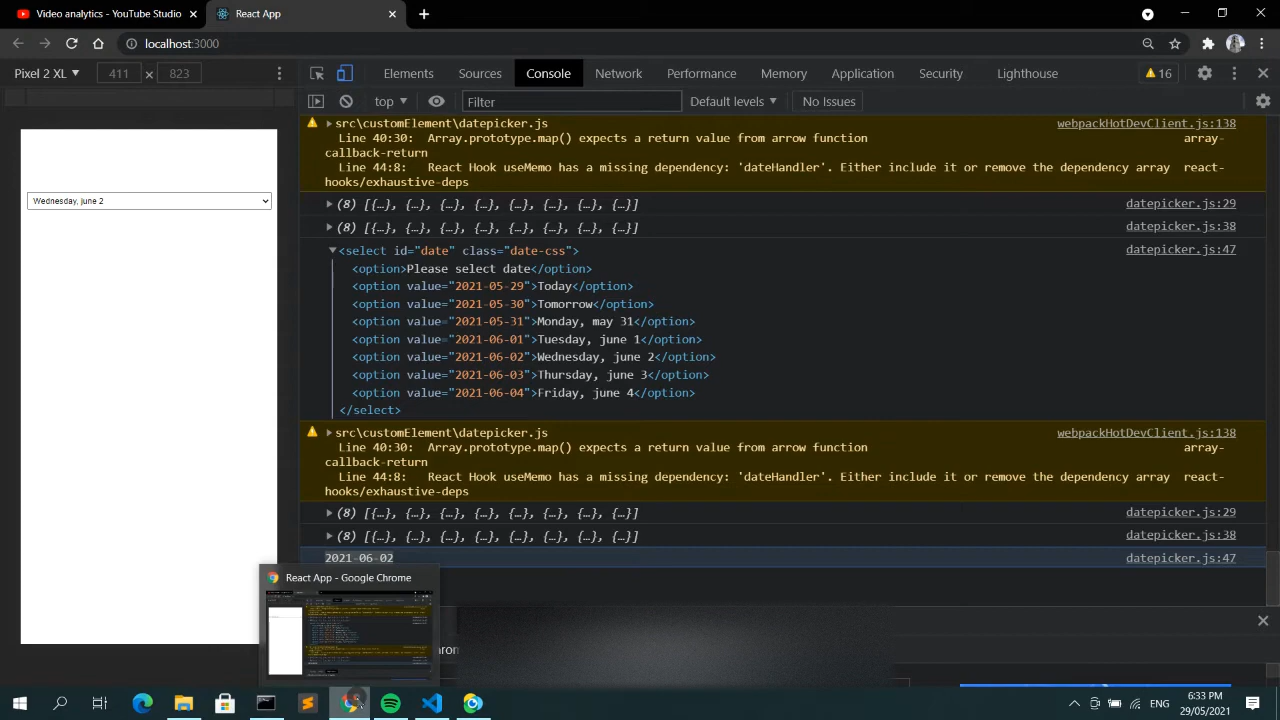 Video analytics - YouTube Studio
React App
localhost:3000
Pixel 2 XL
411
×
823
Elements
Sources
Console
Network
Performance
Memory
Application
Security
Lighthouse
16
top
Filter
Default levels
No Issues
Wednesday, june 2
src\customElement\datepicker.js
webpackHotDevClient.js:138
Line 40:30: Array.prototype.map() expects a return value from arrow function array-
callback-return
Line 44:8: React Hook useMemo has a missing dependency: 'dateHandler'. Either include it or remove the dependency array react-
hooks/exhaustive-deps
(8) [{…}, {…}, {…}, {…}, {…}, {…}, {…}, {…}]
datepicker.js:29
(8) [{…}, {…}, {…}, {…}, {…}, {…}, {…}, {…}]
datepicker.js:38
<select id="date" class="date-css">
datepicker.js:47
<option>Please select date</option>
<option value="2021-05-29">Today</option>
<option value="2021-05-30">Tomorrow</option>
<option value="2021-05-31">Monday, may 31</option>
<option value="2021-06-01">Tuesday, june 1</option>
<option value="2021-06-02">Wednesday, june 2</option>
<option value="2021-06-03">Thursday, june 3</option>
<option value="2021-06-04">Friday, june 4</option>
</select>
src\customElement\datepicker.js
webpackHotDevClient.js:138
Line 40:30: Array.prototype.map() expects a return value from arrow function array-
callback-return
Line 44:8: React Hook useMemo has a missing dependency: 'dateHandler'. Either include it or remove the dependency array react-
hooks/exhaustive-deps
(8) [{…}, {…}, {…}, {…}, {…}, {…}, {…}, {…}]
datepicker.js:29
(8) [{…}, {…}, {…}, {…}, {…}, {…}, {…}, {…}]
datepicker.js:38
2021-06-02
datepicker.js:47
React App - Google Chrome
6:33 PM
ENG
29/05/2021